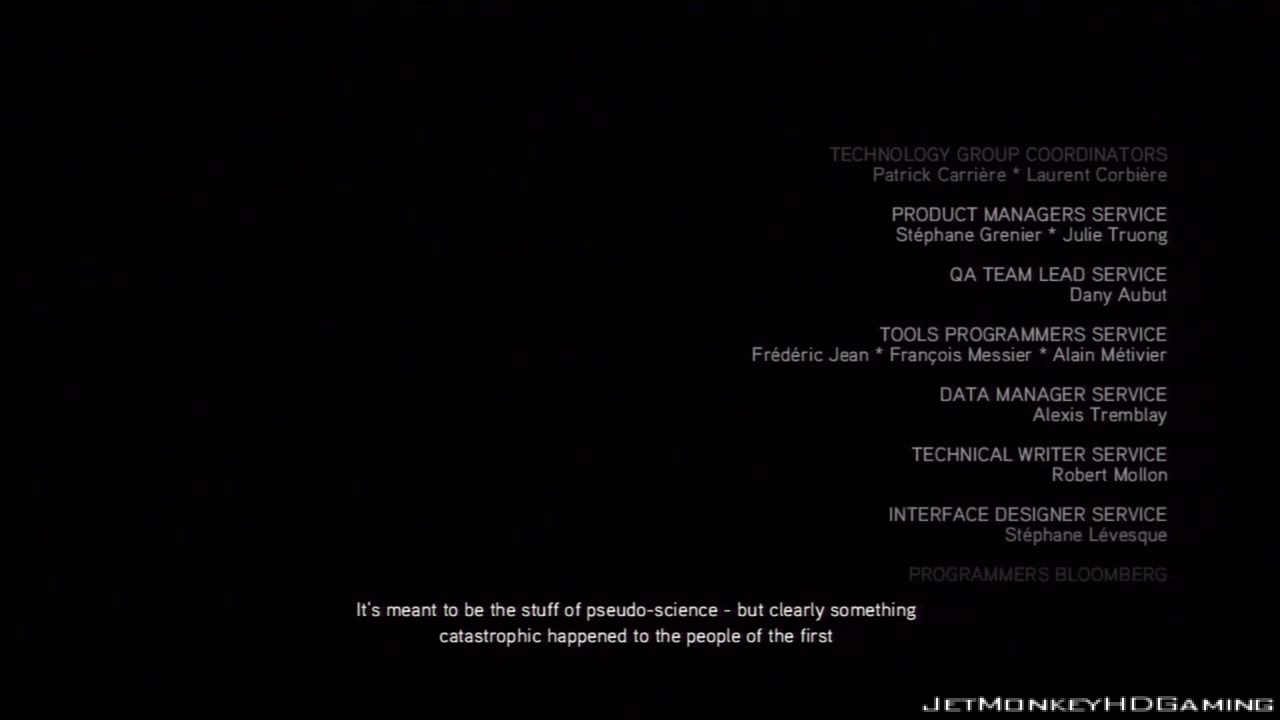 TECHNOLOGY GROUP COORDINATORS
Patrick Carrière * Laurent Corbière
PRODUCT MANAGERS SERVICE
Stéphane Grenier * Julie Truong
QA TEAM LEAD SERVICE
Dany Aubut
TOOLS PROGRAMMERS SERVICE
Frédéric Jean * François Messier * Alain Métivier
DATA MANAGER SERVICE
Alexis Tremblay
TECHNICAL WRITER SERVICE
Robert Mollon
INTERFACE DESIGNER SERVICE
Stéphane Lévesque
PROGRAMMERS BLOOMBERG
It's meant to be the stuff of pseudo-science - but clearly something
catastrophic happened to the people of the first
JetMonkeyHDGaming